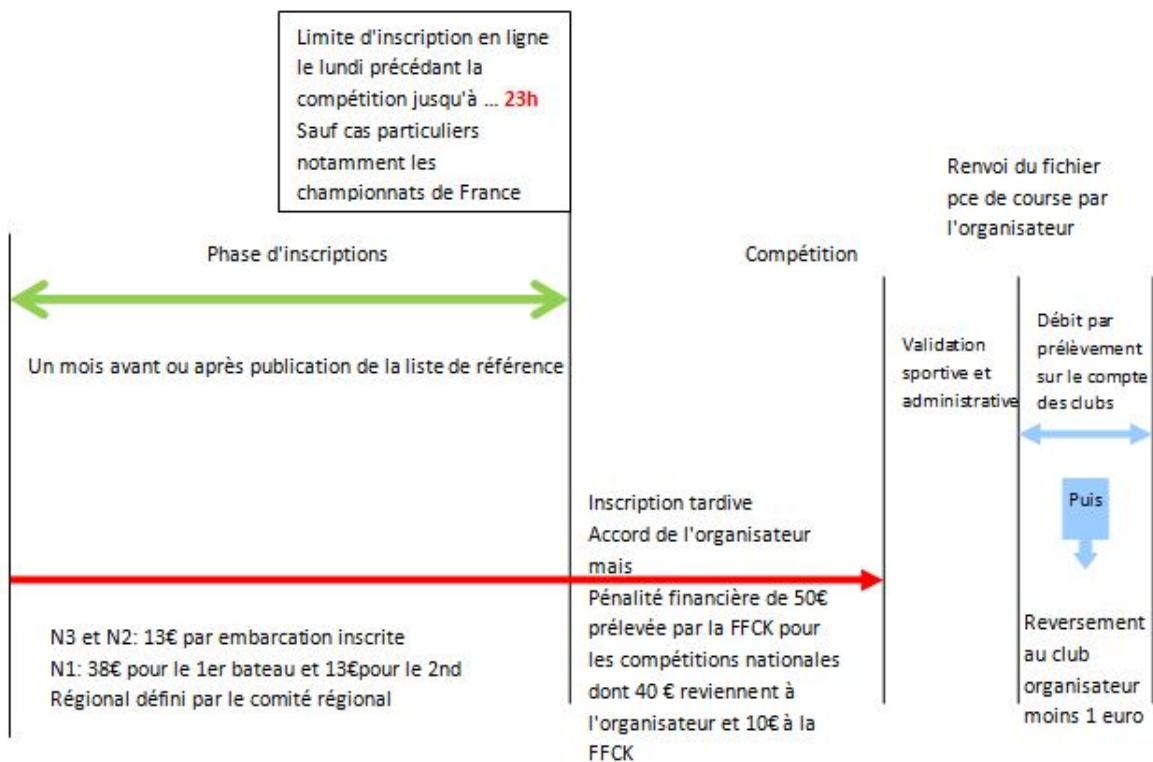 Limite d'inscription en ligne
le lundi précédant la
compétition jusqu'à ... 23h
Sauf cas particuliers
notamment les
championnats de France
Renvoi du fichier
pce de course par
l'organisateur
Phase d'inscriptions
Compétition
Un mois avant ou après publication de la liste de référence
Validation
sportive et
administrative
Débit par
prélèvement
sur le compte
des clubs
Puis
Inscription tardive
Accord de l'organisateur
mais
Pénalité financière de 50€
prélevée par la FFCK pour
les compétitions nationales
dont 40 € reviennent à
l'organisateur et 10€ à la
FFCK
N3 et N2: 13€ par embarcation inscrite
N1: 38€ pour le 1er bateau et 13€pour le 2nd
Régional défini par le comité régional
Reversement
au club
organisateur
moins 1 euro